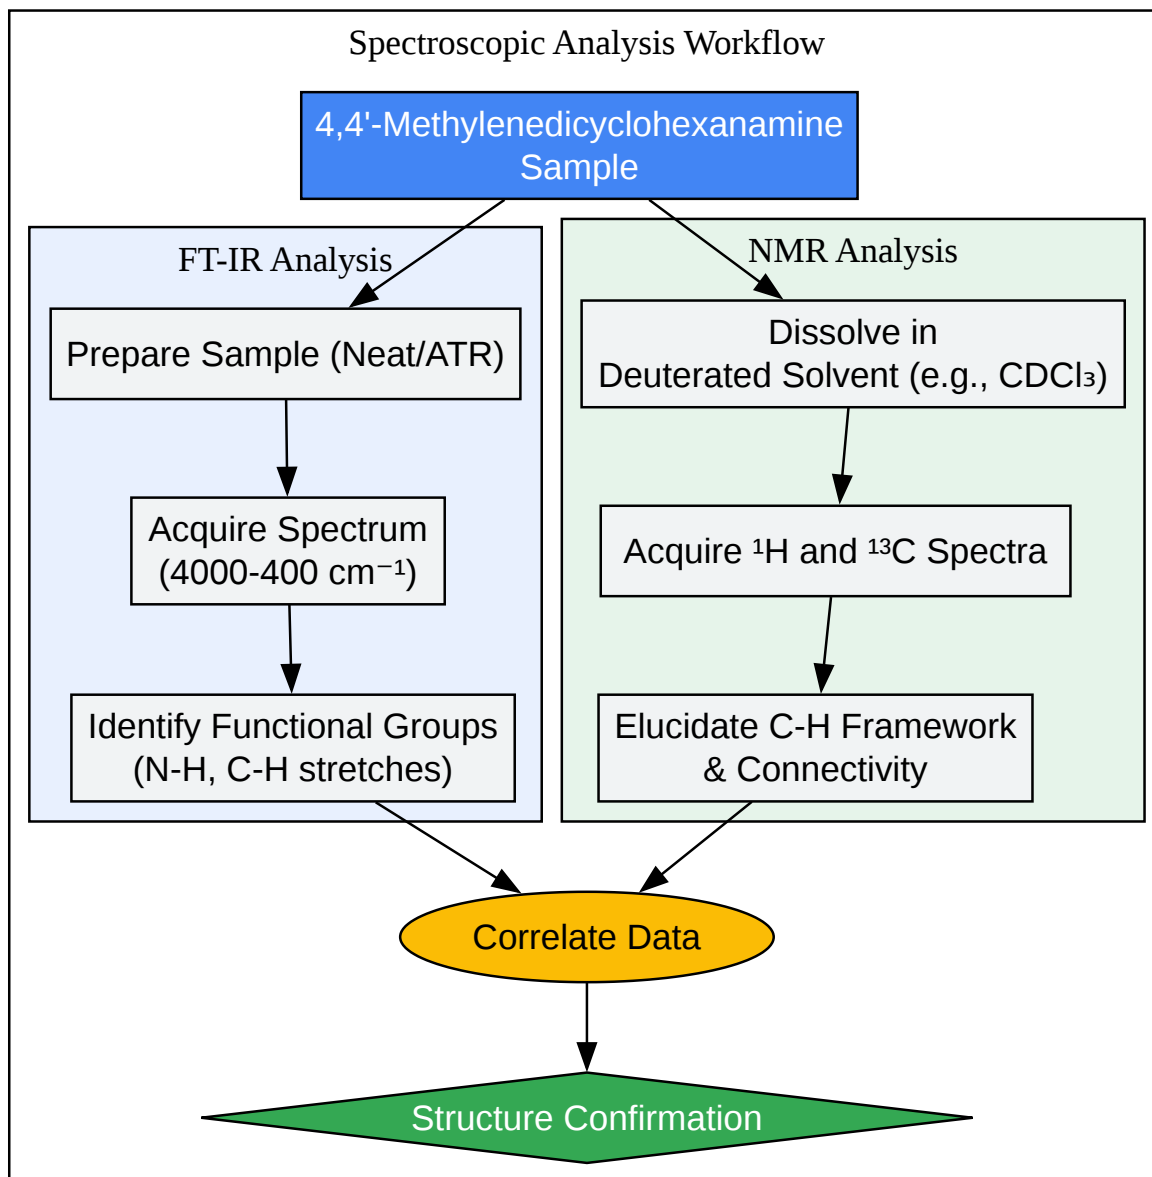 Spectroscopic Analysis Workflow
4,4'-Methylenedicyclohexanamine
Sample
FT-IR Analysis
Prepare Sample (Neat/ATR)
Acquire Spectrum
(4000-400 cm⁻¹)
Identify Functional Groups
(N-H, C-H stretches)
NMR Analysis
Dissolve in
Deuterated Solvent (e.g., CDCl₃)
Acquire ¹H and ¹³C Spectra
Elucidate C-H Framework
& Connectivity
Correlate Data
Structure Confirmation